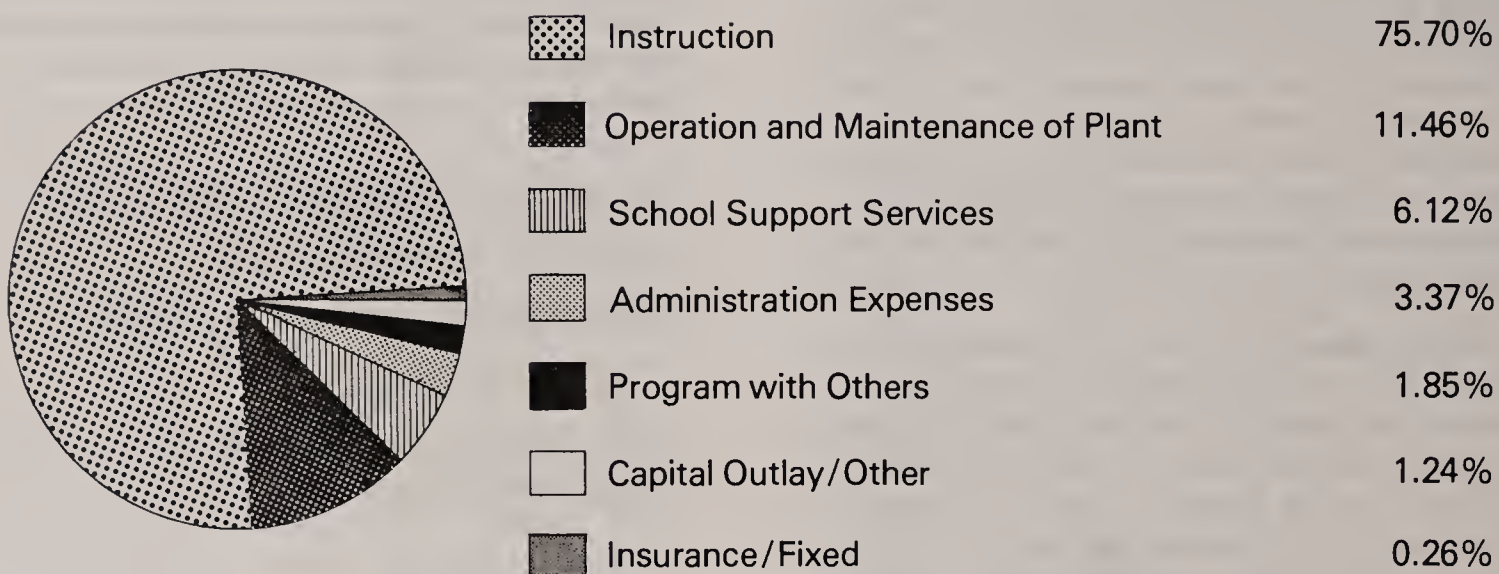 Instruction 75.70%
Operation and Maintenance of Plant 11.46%
School Support Services 6.12%
Administration Expenses 3.37%
Program with Others 1.85%
Capital Outlay/Other 1.24%
Insurance/Fixed 0.26%